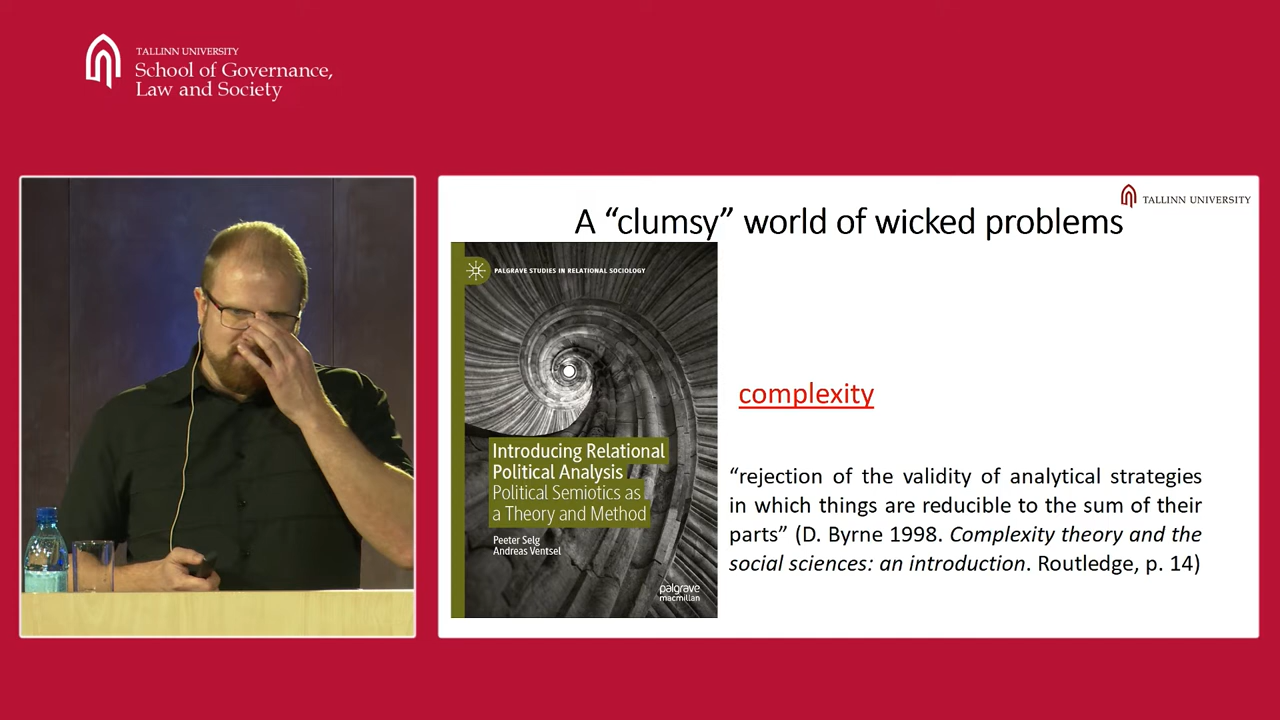 TALLINN UNIVERSITY
School of Governance,
Law and Society
TALLINN UNIVERSITY
A “clumsy” world of wicked problems
PALGRAVE STUDIES IN RELATIONAL SOCIOLOGY
Introducing Relational
Political Analysis
Political Semiotics as
a Theory and Method
Peeter Selg
Andreas Ventsel
palgrave
macmillan
complexity
“rejection of the validity of analytical strategies
in which things are reducible to the sum of their
parts” (D. Byrne 1998. Complexity theory and the
social sciences: an introduction. Routledge, p. 14)